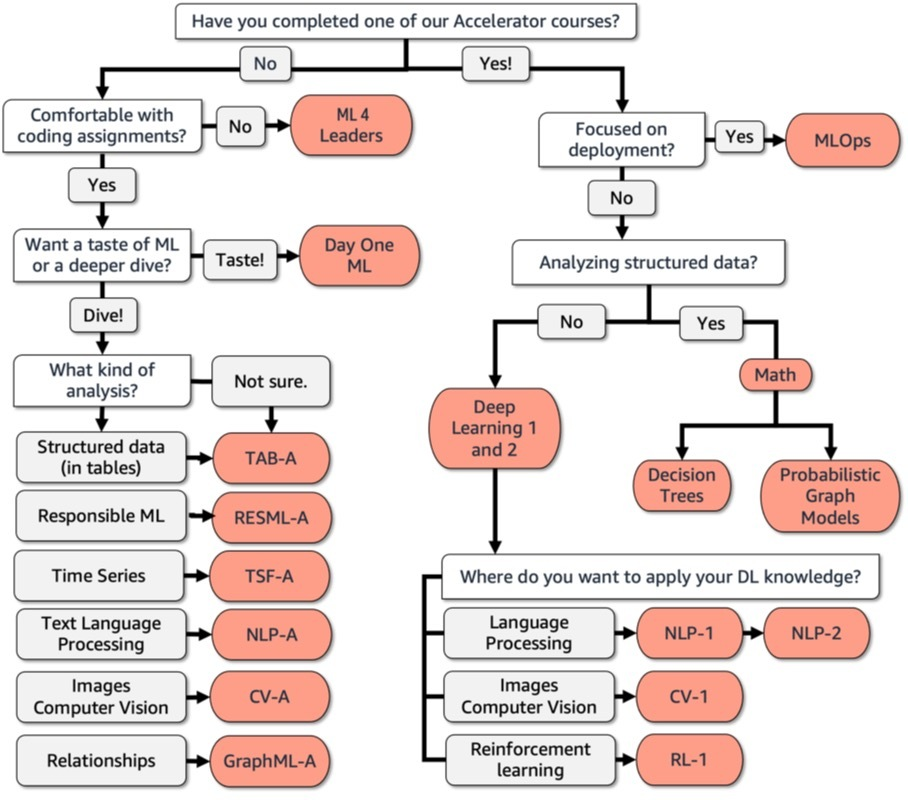 Have you completed one of our Accelerator courses?
No
Yes!
Comfortable with
coding assignments?
No
ML 4
Leaders
Focused on
deployment?
Yes
MLOps
Yes
No
Want a taste of ML
or a deeper dive?
Taste!
Day One
ML
Analyzing structured data?
Dive!
No
Yes
What kind of
analysis?
Not sure.
Math
Deep
Learning 1
and 2
Structured data
(in tables)
TAB-A
Decision
Trees
Probabilistic
Graph
Models
Responsible ML
RESML-A
Time Series
TSF-A
Where do you want to apply your DL knowledge?
Text Language
Processing
NLP-A
Language
Processing
NLP-1
NLP-2
Images
Computer Vision
CV-A
Images
Computer Vision
CV-1
Relationships
GraphML-A
Reinforcement
learning
RL-1